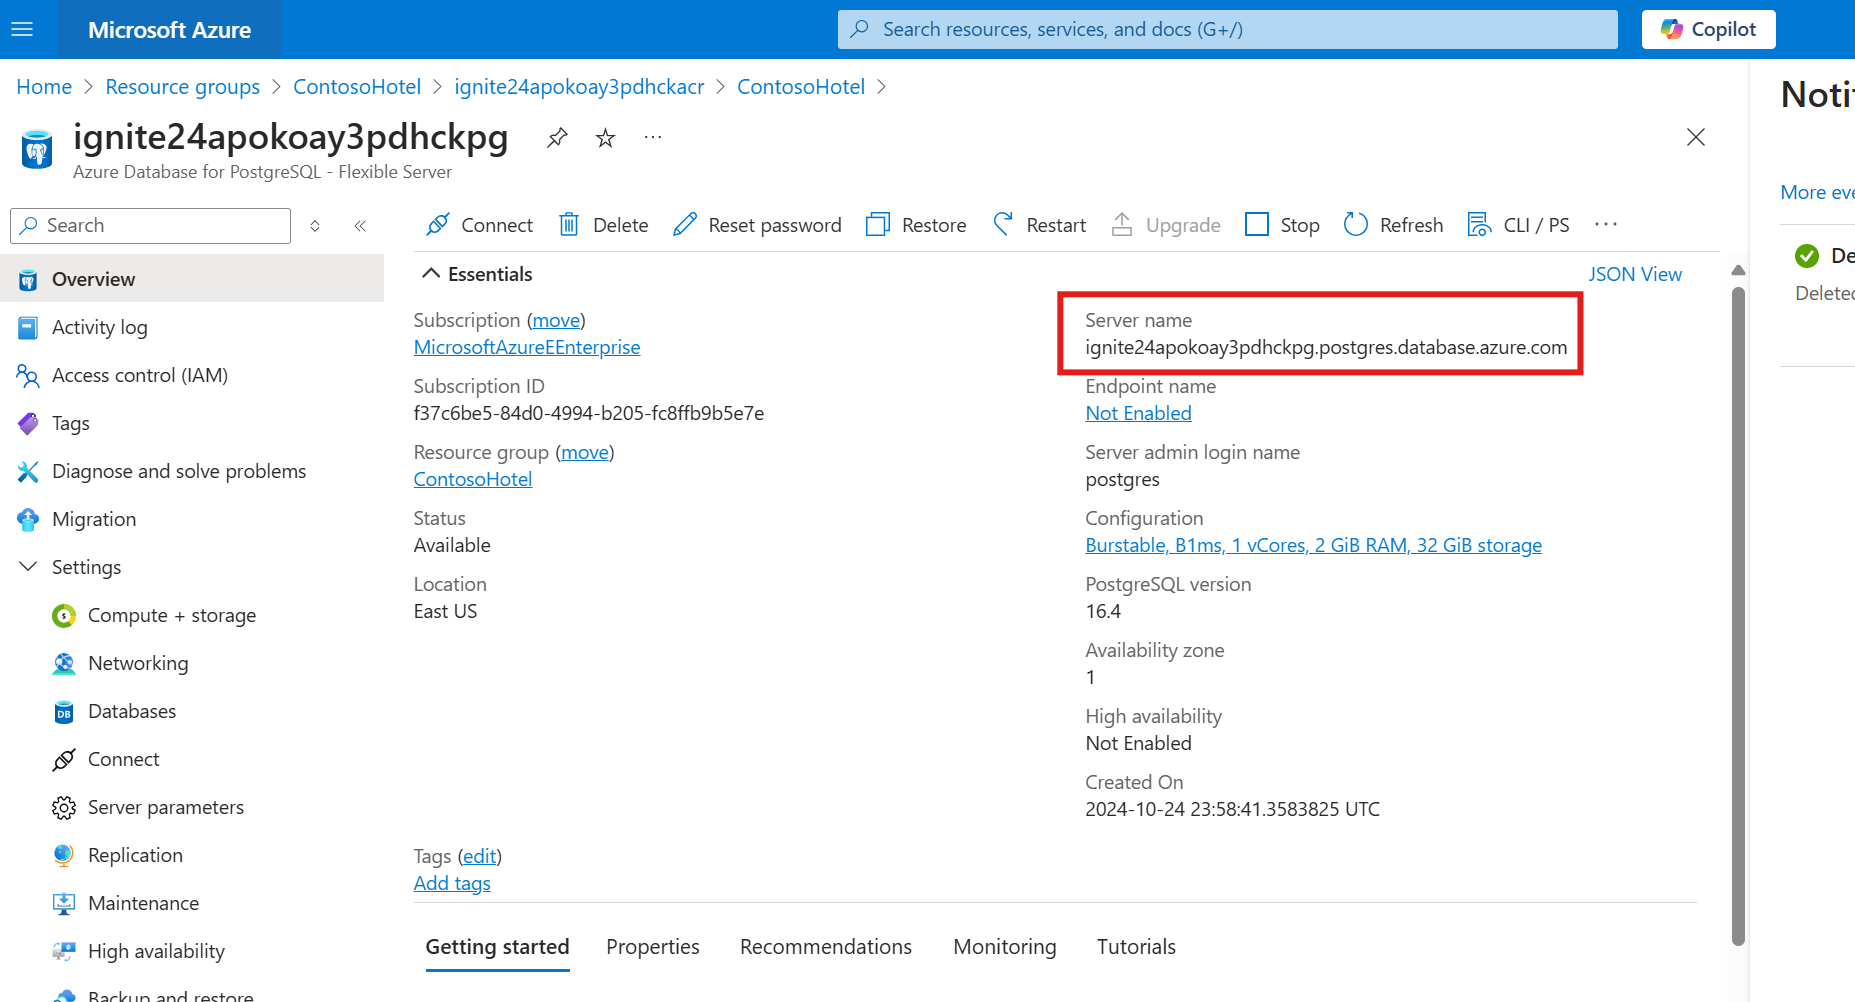 Microsoft Azure
Search resources, services, and docs (G+/)
Copilot
Home > Resource groups > ContosoHotel > ignite24apokoay3pdhckacr > ContosoHotel >
ignite24apokoay3pdhckpg
Azure Database for PostgreSQL - Flexible Server
Search
Overview
Activity log
Access control (IAM)
Tags
Diagnose and solve problems
Migration
Settings
Compute + storage
Networking
Databases
Connect
Server parameters
Replication
Maintenance
High availability
Backup and restore
Connect Delete Reset password Restore Restart Upgrade Stop Refresh CLI / PS
Essentials
JSON View
Subscription (move)
MicrosoftAzureEEnterprise
Subscription ID
f37c6be5-84d0-4994-b205-fc8ffb9b5e7e
Resource group (move)
ContosoHotel
Status
Available
Location
East US
Server name
ignite24apokoay3pdhckpg.postgres.database.azure.com
Endpoint name
Not Enabled
Server admin login name
postgres
Configuration
Burstable, B1ms, 1 vCores, 2 GiB RAM, 32 GiB storage
PostgreSQL version
16.4
Availability zone
1
High availability
Not Enabled
Created On
2024-10-24 23:58:41.3583825 UTC
Tags (edit)
Add tags
Getting started Properties Recommendations Monitoring Tutorials
Noti
More eve
De
Deleted